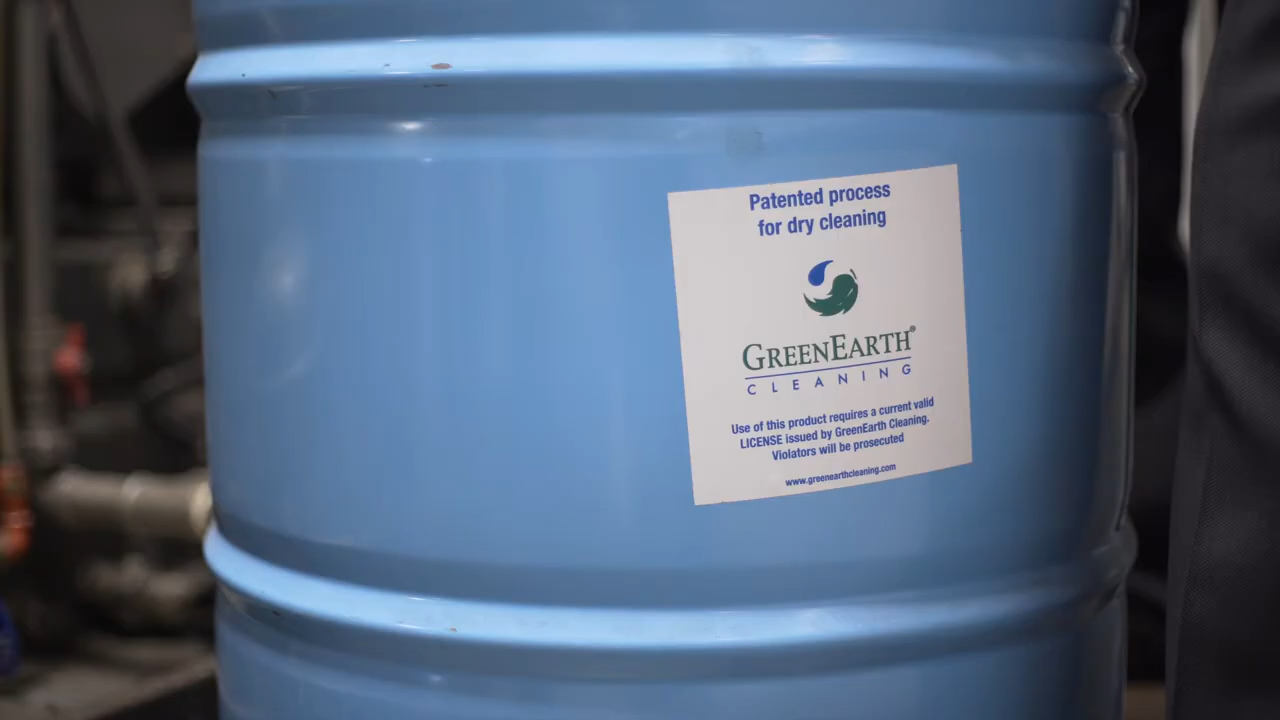 Patented process
for dry cleaning
GREENEARTH®
CLEANING
Use of this product requires a current valid
LICENSE issued by GreenEarth Cleaning.
Violators will be prosecuted
www.greenearthcleaning.com